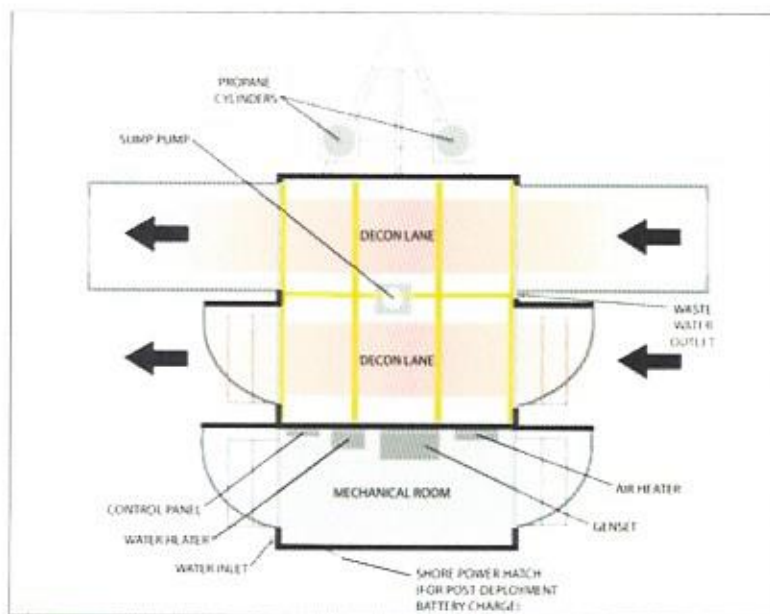 PROPANE
CYLINDERS
SUMP PUMP
DECON LANE
WASTE
WATER
OUTLET
DECON LANE
MECHANICAL ROOM
AIR HEATER
CONTROL PANEL
GENSET
WATER HEATER
WATER INLET
SHORE POWER HATCH
(FOR POST DEPLOYMENT
BATTERY CHARGE)